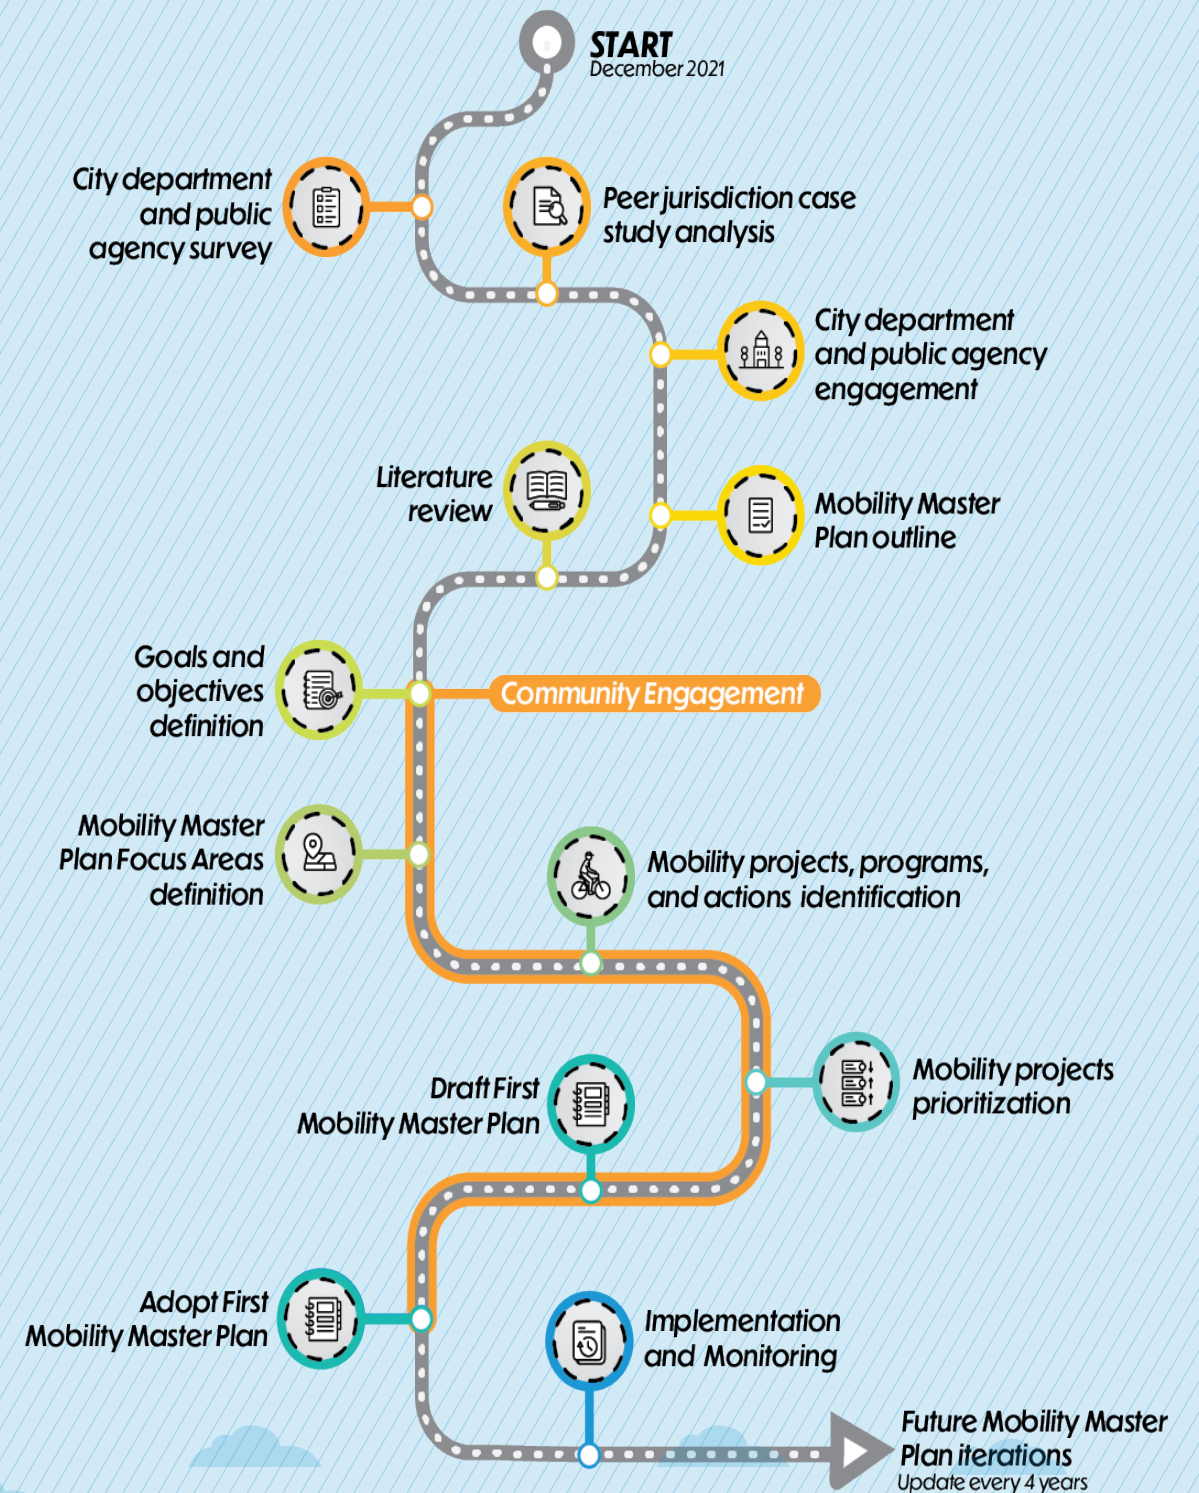 START
December 2021
City department
and public
agency survey
Peer jurisdiction case
study analysis
City department
and public agency
engagement
Mobility Master
Plan outline
Literature
review
Goals and
objectives
definition
Community Engagement
Mobility Master
Plan Focus Areas
definition
Mobility projects, programs,
and actions identification
Mobility projects
prioritization
Draft First
Mobility Master Plan
Adopt First
Mobility Master Plan
Implementation
and Monitoring
Future Mobility Master
Plan iterations
Update every 4 years